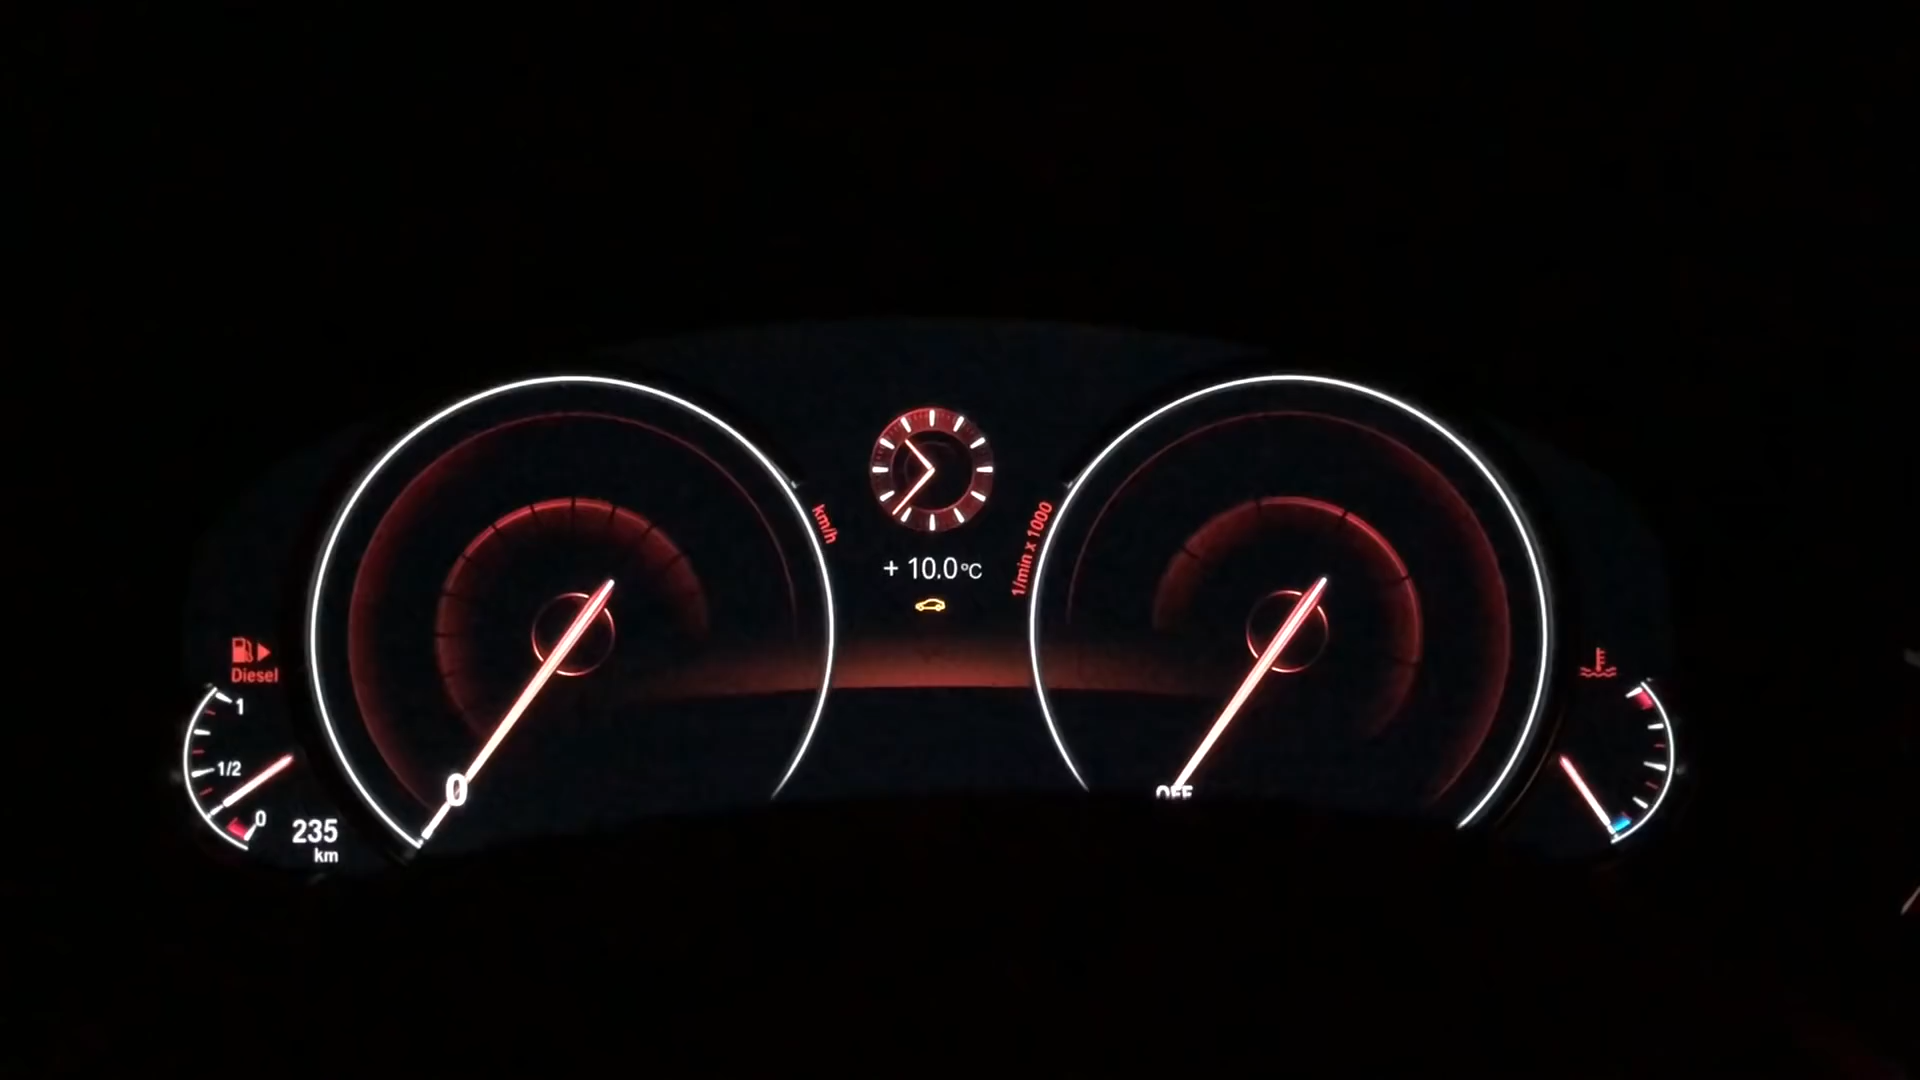 + 10.0°C
km/h
1/min x 1000
Diesel
1
1/2
0
235
km
0
OFF